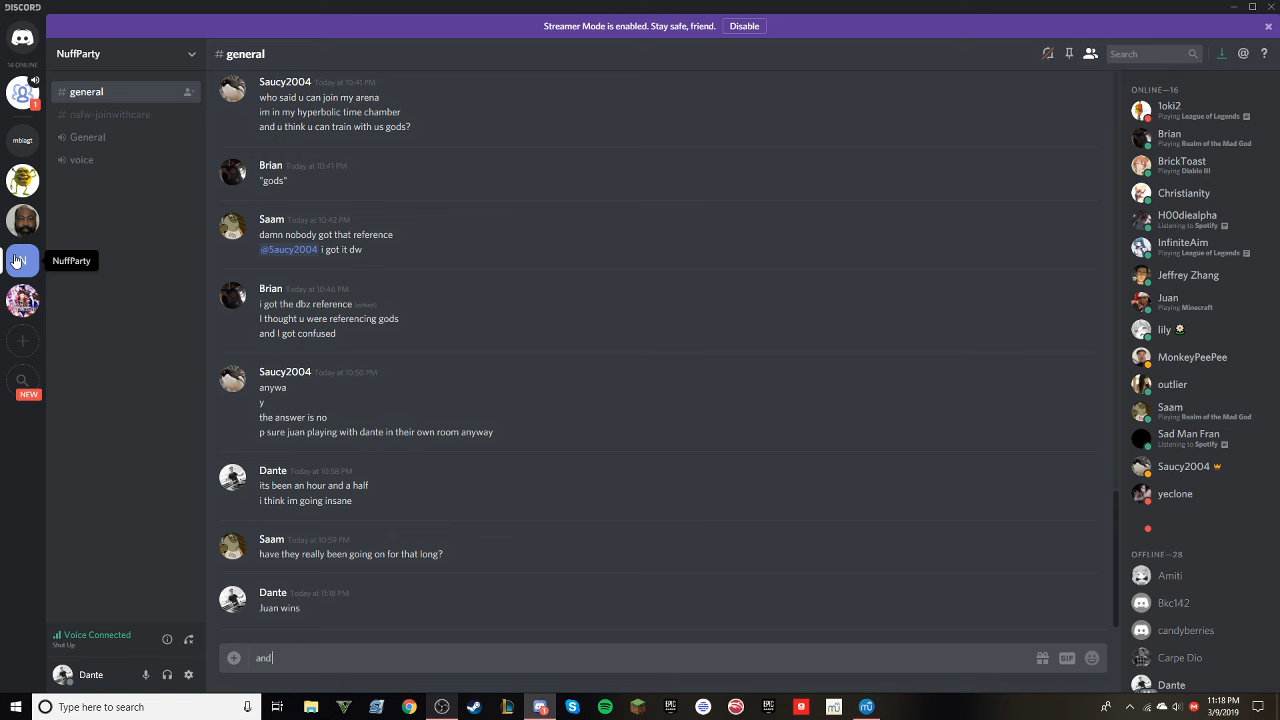 DISCORD
Streamer Mode is enabled. Stay safe, friend.
Disable
14 ONLINE
1
mblagt
NuffParty
NEW
NuffParty
# general
nsfw-joinwithcare
General
voice
Voice Connected
Shut Up
Dante
# general
Search
Saucy2004 Today at 10:41 PM
who said u can join my arena
im in my hyperbolic time chamber
and u think u can train with us gods?
Brian Today at 10:41 PM
"gods"
Saam Today at 10:42 PM
damn nobody got that reference
@Saucy2004 i got it dw
Brian Today at 10:46 PM
i got the dbz reference (edited)
I thought u were referencing gods
and I got confused
Saucy2004 Today at 10:50 PM
anywa
y
the answer is no
p sure juan playing with dante in their own room anyway
Dante Today at 10:58 PM
its been an hour and a half
i think im going insane
Saam Today at 10:59 PM
have they really been going on for that long?
Dante Today at 11:18 PM
Juan wins
and
GIF
ONLINE—16
1oki2
Playing League of Legends
Brian
Playing Realm of the Mad God
BrickToast
Playing Diablo III
Christianity
H00diealpha
Listening to Spotify
InfiniteAim
Playing League of Legends
Jeffrey Zhang
Juan
Playing Minecraft
lily
MonkeyPeePee
outlier
Saam
Playing Realm of the Mad God
Sad Man Fran
Listening to Spotify
Saucy2004
yeclone
OFFLINE—28
Amiti
Bkc142
candyberries
Carpe Dio
Dante
Type here to search
11:18 PM
3/9/2019